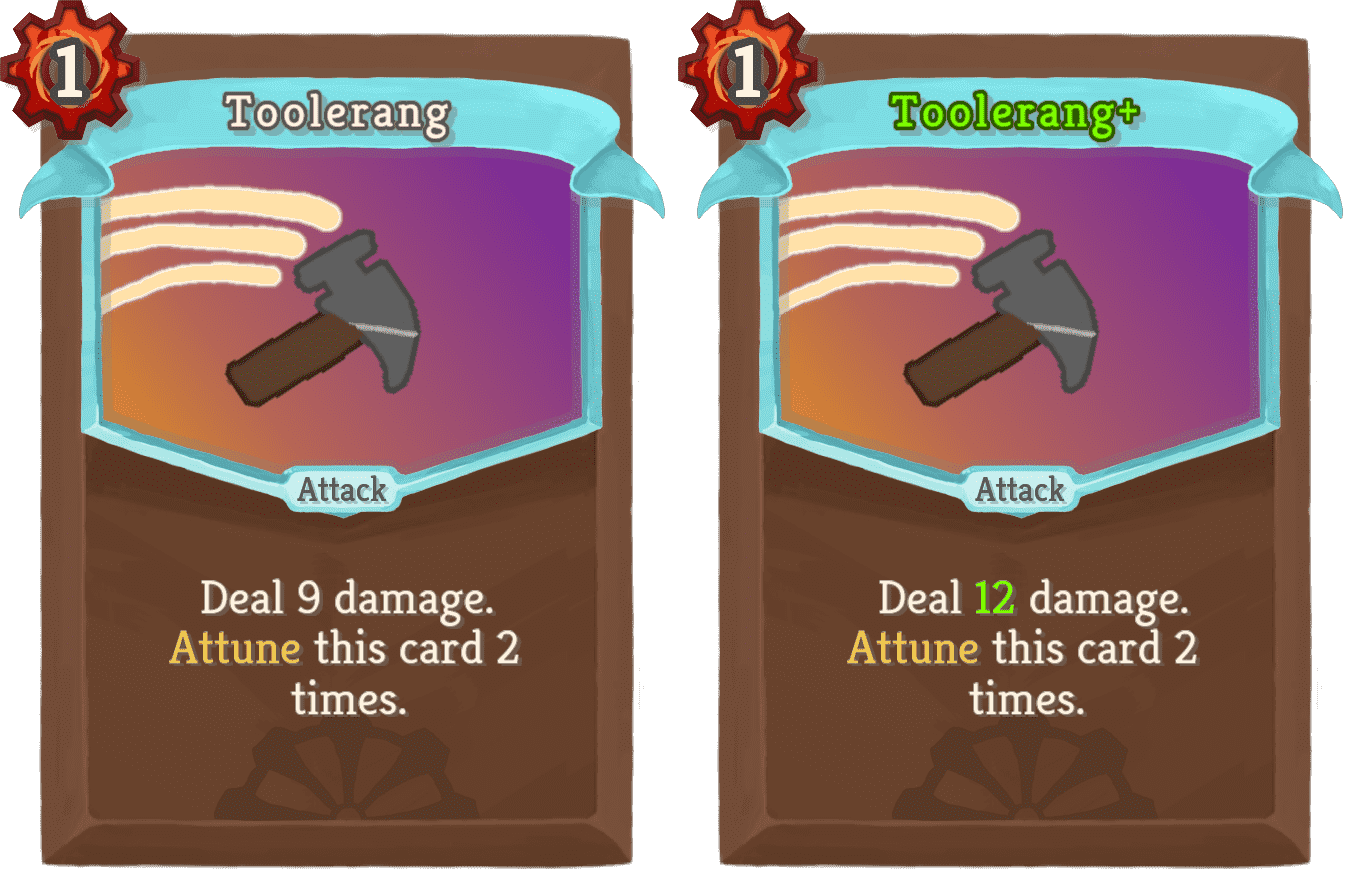 1
Toolerang
Attack
Deal 9 damage.
Attune this card 2
times.
1
Toolerang+
Attack
Deal 12 damage.
Attune this card 2
times.